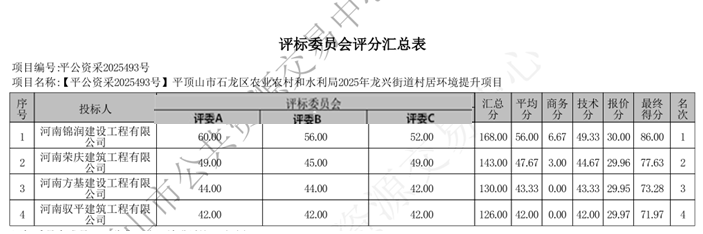 评标委员会评分汇总表
项目编号:平公资采2025493号
项目名称:【平公资采2025493号】平顶山市石龙区农业农村和水利局2025年龙兴街道村居环境提升项目
序号 投标人 评标委员会 汇总分 平均分 商务分 技术分 报价分 最终得分 名次
评委A 评委B 评委C
1 河南锦润建设工程有限公司 60.00 56.00 52.00 168.00 56.00 6.67 49.33 30.00 86.00 1
2 河南荣庆建筑工程有限公司 49.00 45.00 49.00 143.00 47.67 3.00 44.67 29.96 77.63 2
3 河南方基建设工程有限公司 44.00 44.00 42.00 130.00 43.33 0.00 43.33 29.95 73.28 3
4 河南驭平建筑工程有限公司 42.00 42.00 42.00 126.00 42.00 0.00 42.00 29.97 71.97 4